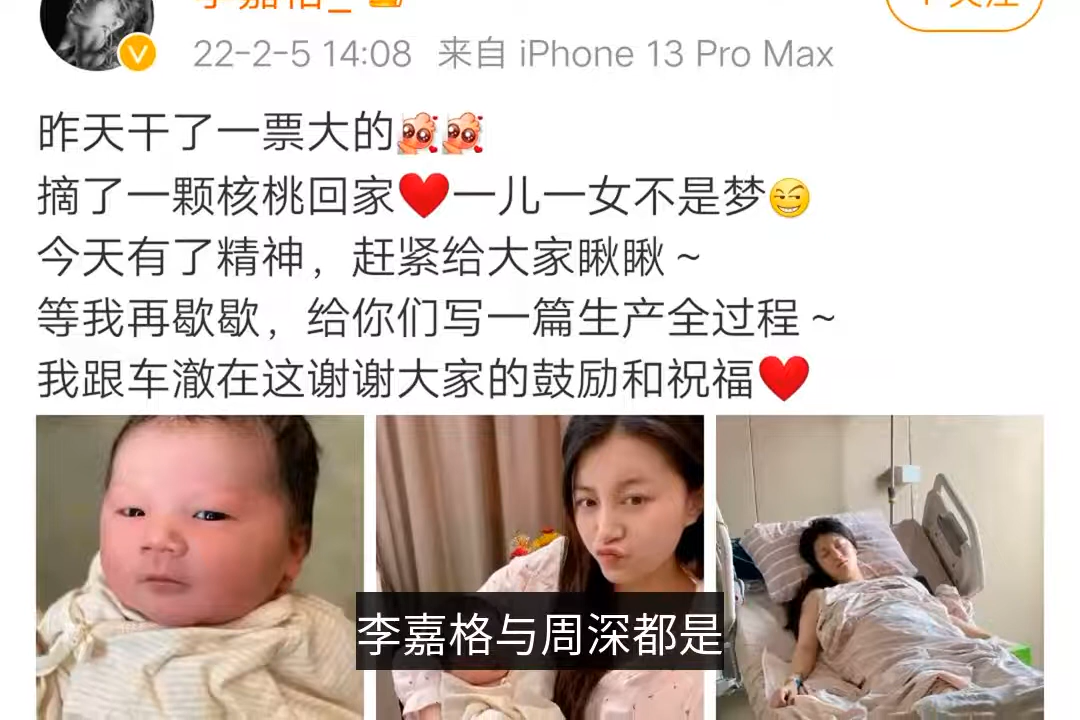 李嘉格_
22-2-5 14:08 来自 iPhone 13 Pro Max
昨天干了一票大的
摘了一颗核桃回家❤️一儿一女不是梦😏
今天有了精神，赶紧给大家瞅瞅～
等我再歇歇，给你们写一篇生产全过程～
我跟车澈在这谢谢大家的鼓励和祝福❤️
李嘉格与周深都是